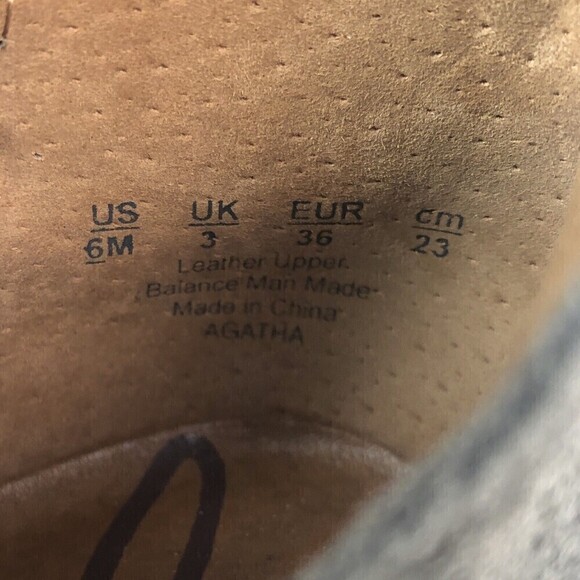 US UK EUR cm
6M 3 36 23
Leather Upper.
Balance Man Made
Made in China
AGATHA